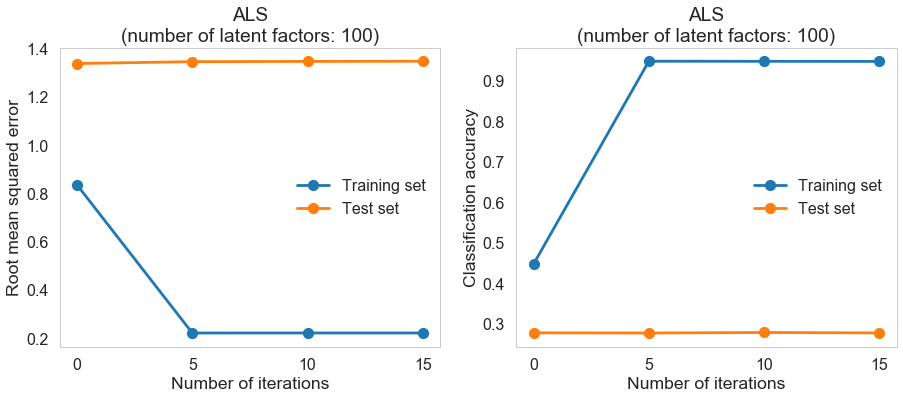 ALS
(number of latent factors: 100)
Root mean squared error
1.4
1.2
1.0
0.8
0.6
0.4
0.2
Training set
Test set
0 5 10 15
Number of iterations
ALS
(number of latent factors: 100)
Classification accuracy
0.9
0.8
0.7
0.6
0.5
0.4
0.3
Training set
Test set
0 5 10 15
Number of iterations